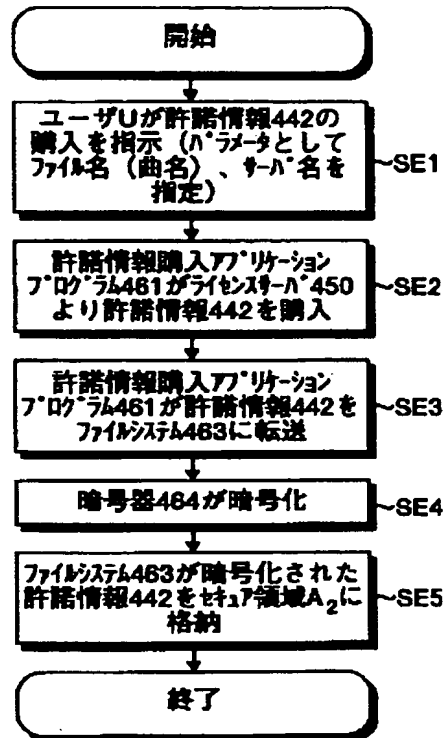 開始
ユーザUが許諾情報442の
購入を指示(パラメータとして
ファイル名(曲名)、サーバ名を
指定)
~SE1
許諾情報購入アプリケーション
プログラム461がライセンスサーバ450
より許諾情報442を購入
~SE2
許諾情報購入アプリケーション
プログラム461が許諾情報442を
ファイルシステム463に転送
~SE3
暗号器464が暗号化
~SE4
ファイルシステム463が暗号化された
許諾情報442をセキュア領域A₂に
格納
~SE5
終了